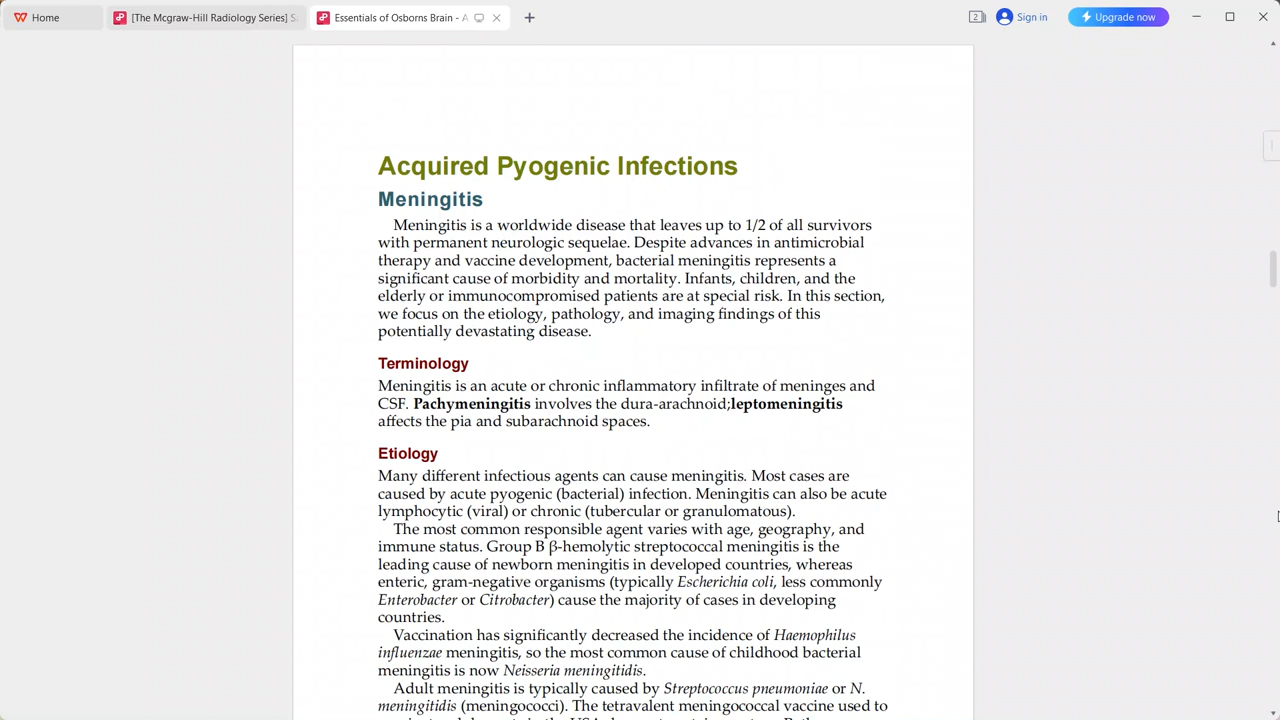 Home
[The Mcgraw-Hill Radiology Series] S
Essentials of Osborns Brain - A
2
Sign in
Upgrade now
Acquired Pyogenic Infections
Meningitis
Meningitis is a worldwide disease that leaves up to 1/2 of all survivors
with permanent neurologic sequelae. Despite advances in antimicrobial
therapy and vaccine development, bacterial meningitis represents a
significant cause of morbidity and mortality. Infants, children, and the
elderly or immunocompromised patients are at special risk. In this section,
we focus on the etiology, pathology, and imaging findings of this
potentially devastating disease.
Terminology
Meningitis is an acute or chronic inflammatory infiltrate of meninges and
CSF. Pachymeningitis involves the dura-arachnoid;leptomeningitis
affects the pia and subarachnoid spaces.
Etiology
Many different infectious agents can cause meningitis. Most cases are
caused by acute pyogenic (bacterial) infection. Meningitis can also be acute
lymphocytic (viral) or chronic (tubercular or granulomatous).
The most common responsible agent varies with age, geography, and
immune status. Group B β-hemolytic streptococcal meningitis is the
leading cause of newborn meningitis in developed countries, whereas
enteric, gram-negative organisms (typically Escherichia coli, less commonly
Enterobacter or Citrobacter) cause the majority of cases in developing
countries.
Vaccination has significantly decreased the incidence of Haemophilus
influenzae meningitis, so the most common cause of childhood bacterial
meningitis is now Neisseria meningitidis.
Adult meningitis is typically caused by Streptococcus pneumoniae or N.
meningitidis (meningococci). The tetravalent meningococcal vaccine used to